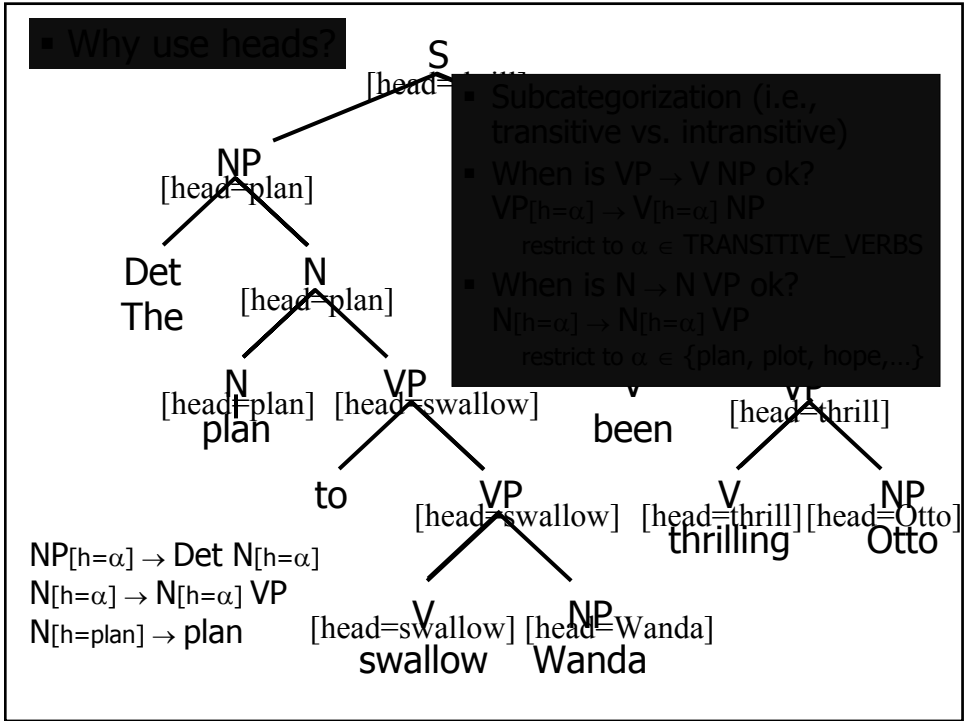 ▪ Why use heads?
S
▪ Subcategorization (i.e.,
transitive vs. intransitive)
▪ When is VP → V NP ok?
VP[h=α] → V[h=α] NP
restrict to α ∈ TRANSITIVE_VERBS
▪ When is N → N VP ok?
N[h=α] → N[h=α] VP
restrict to α ∈ {plan, plot, hope,…}
NP
[head=plan]
Det
The
N
[head=plan]
N
[head=plan]
plan
VP
[head=swallow]
V
been
VP
[head=thrill]
to
VP
[head=swallow]
V
[head=thrill]
thrilling
NP
[head=Otto]
Otto
NP[h=α] → Det N[h=α]
N[h=α] → N[h=α] VP
N[h=plan] → plan
V
[head=swallow]
swallow
NP
[head=Wanda]
Wanda